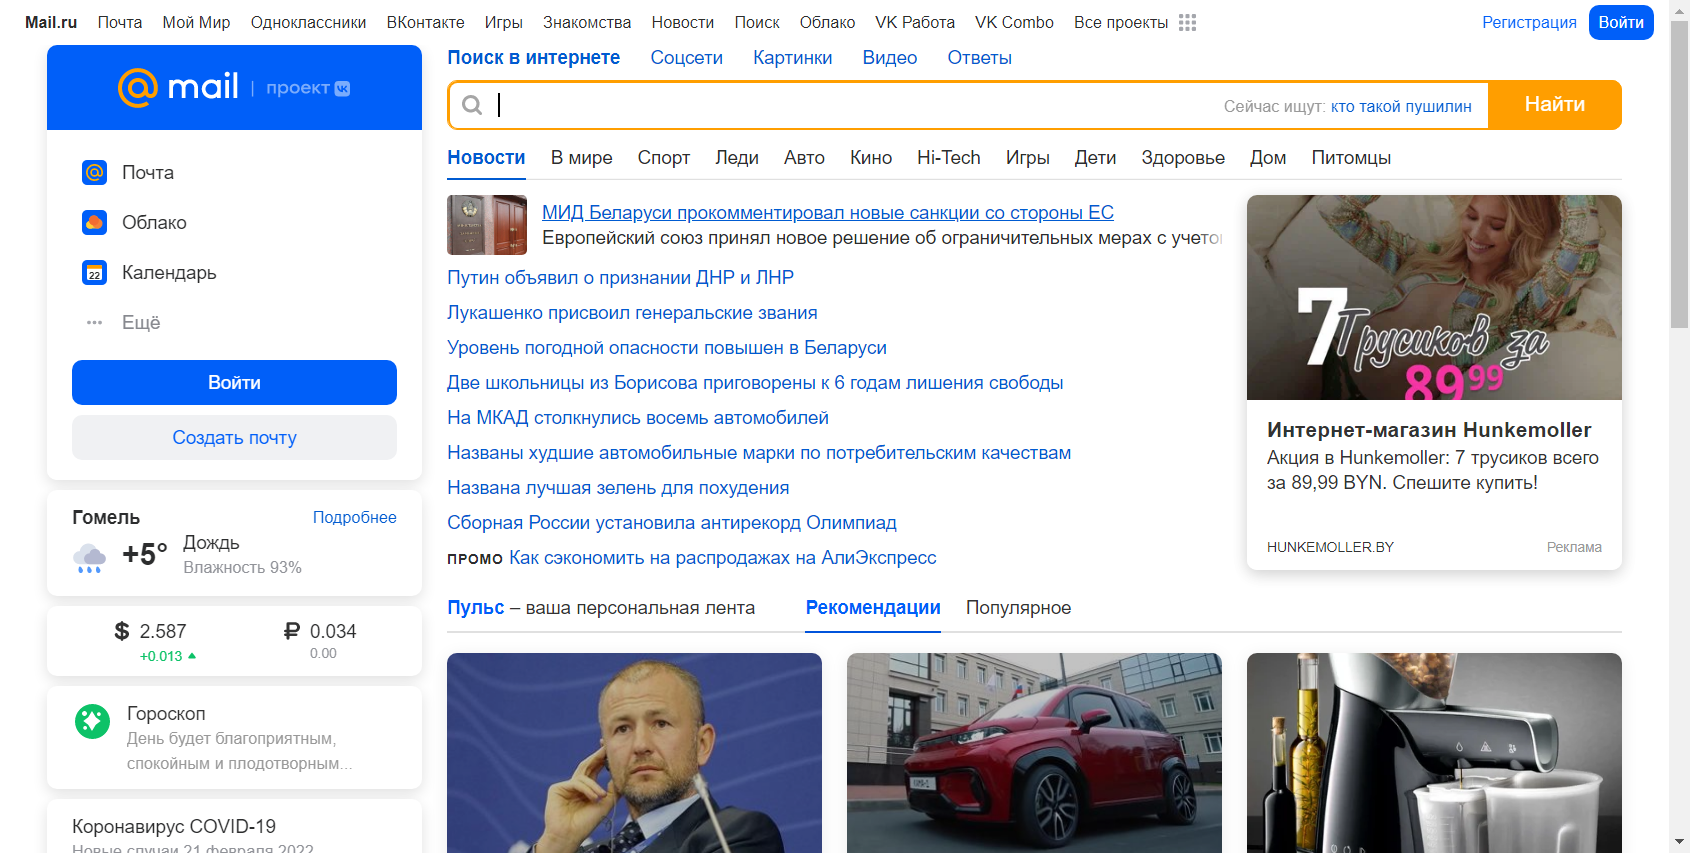 Mail.ru Почта Мой Мир Одноклассники ВКонтакте Игры Знакомства Новости Поиск Облако VK Работа VK Combo Все проекты Регистрация Войти
mail | проект
Почта
Облако
22 Календарь
Ещё
Войти
Создать почту
Гомель Подробнее
+5° Дождь
Влажность 93%
$ 2.587 ₽ 0.034
+0.013 0.00
Гороскоп
День будет благоприятным,
спокойным и плодотворным...
Коронавирус COVID-19
Новые случаи 21 февраля 2022
Поиск в интернете Соцсети Картинки Видео Ответы
Сейчас ищут: кто такой пушилин Найти
Новости В мире Спорт Леди Авто Кино Hi-Tech Игры Дети Здоровье Дом Питомцы
МИД Беларуси прокомментировал новые санкции со стороны ЕС
Европейский союз принял новое решение об ограничительных мерах с учето
Путин объявил о признании ДНР и ЛНР
Лукашенко присвоил генеральские звания
Уровень погодной опасности повышен в Беларуси
Две школьницы из Борисова приговорены к 6 годам лишения свободы
На МКАД столкнулись восемь автомобилей
Названы худшие автомобильные марки по потребительским качествам
Названа лучшая зелень для похудения
Сборная России установила антирекорд Олимпиад
ПРОМО Как сэкономить на распродажах на АлиЭкспресс
7 Трусиков за
89 99
Интернет-магазин Hunkemoller
Акция в Hunkemoller: 7 трусиков всего
за 89,99 BYN. Спешите купить!
HUNKEMOLLER.BY Реклама
Пульс – ваша персональная лента Рекомендации Популярное